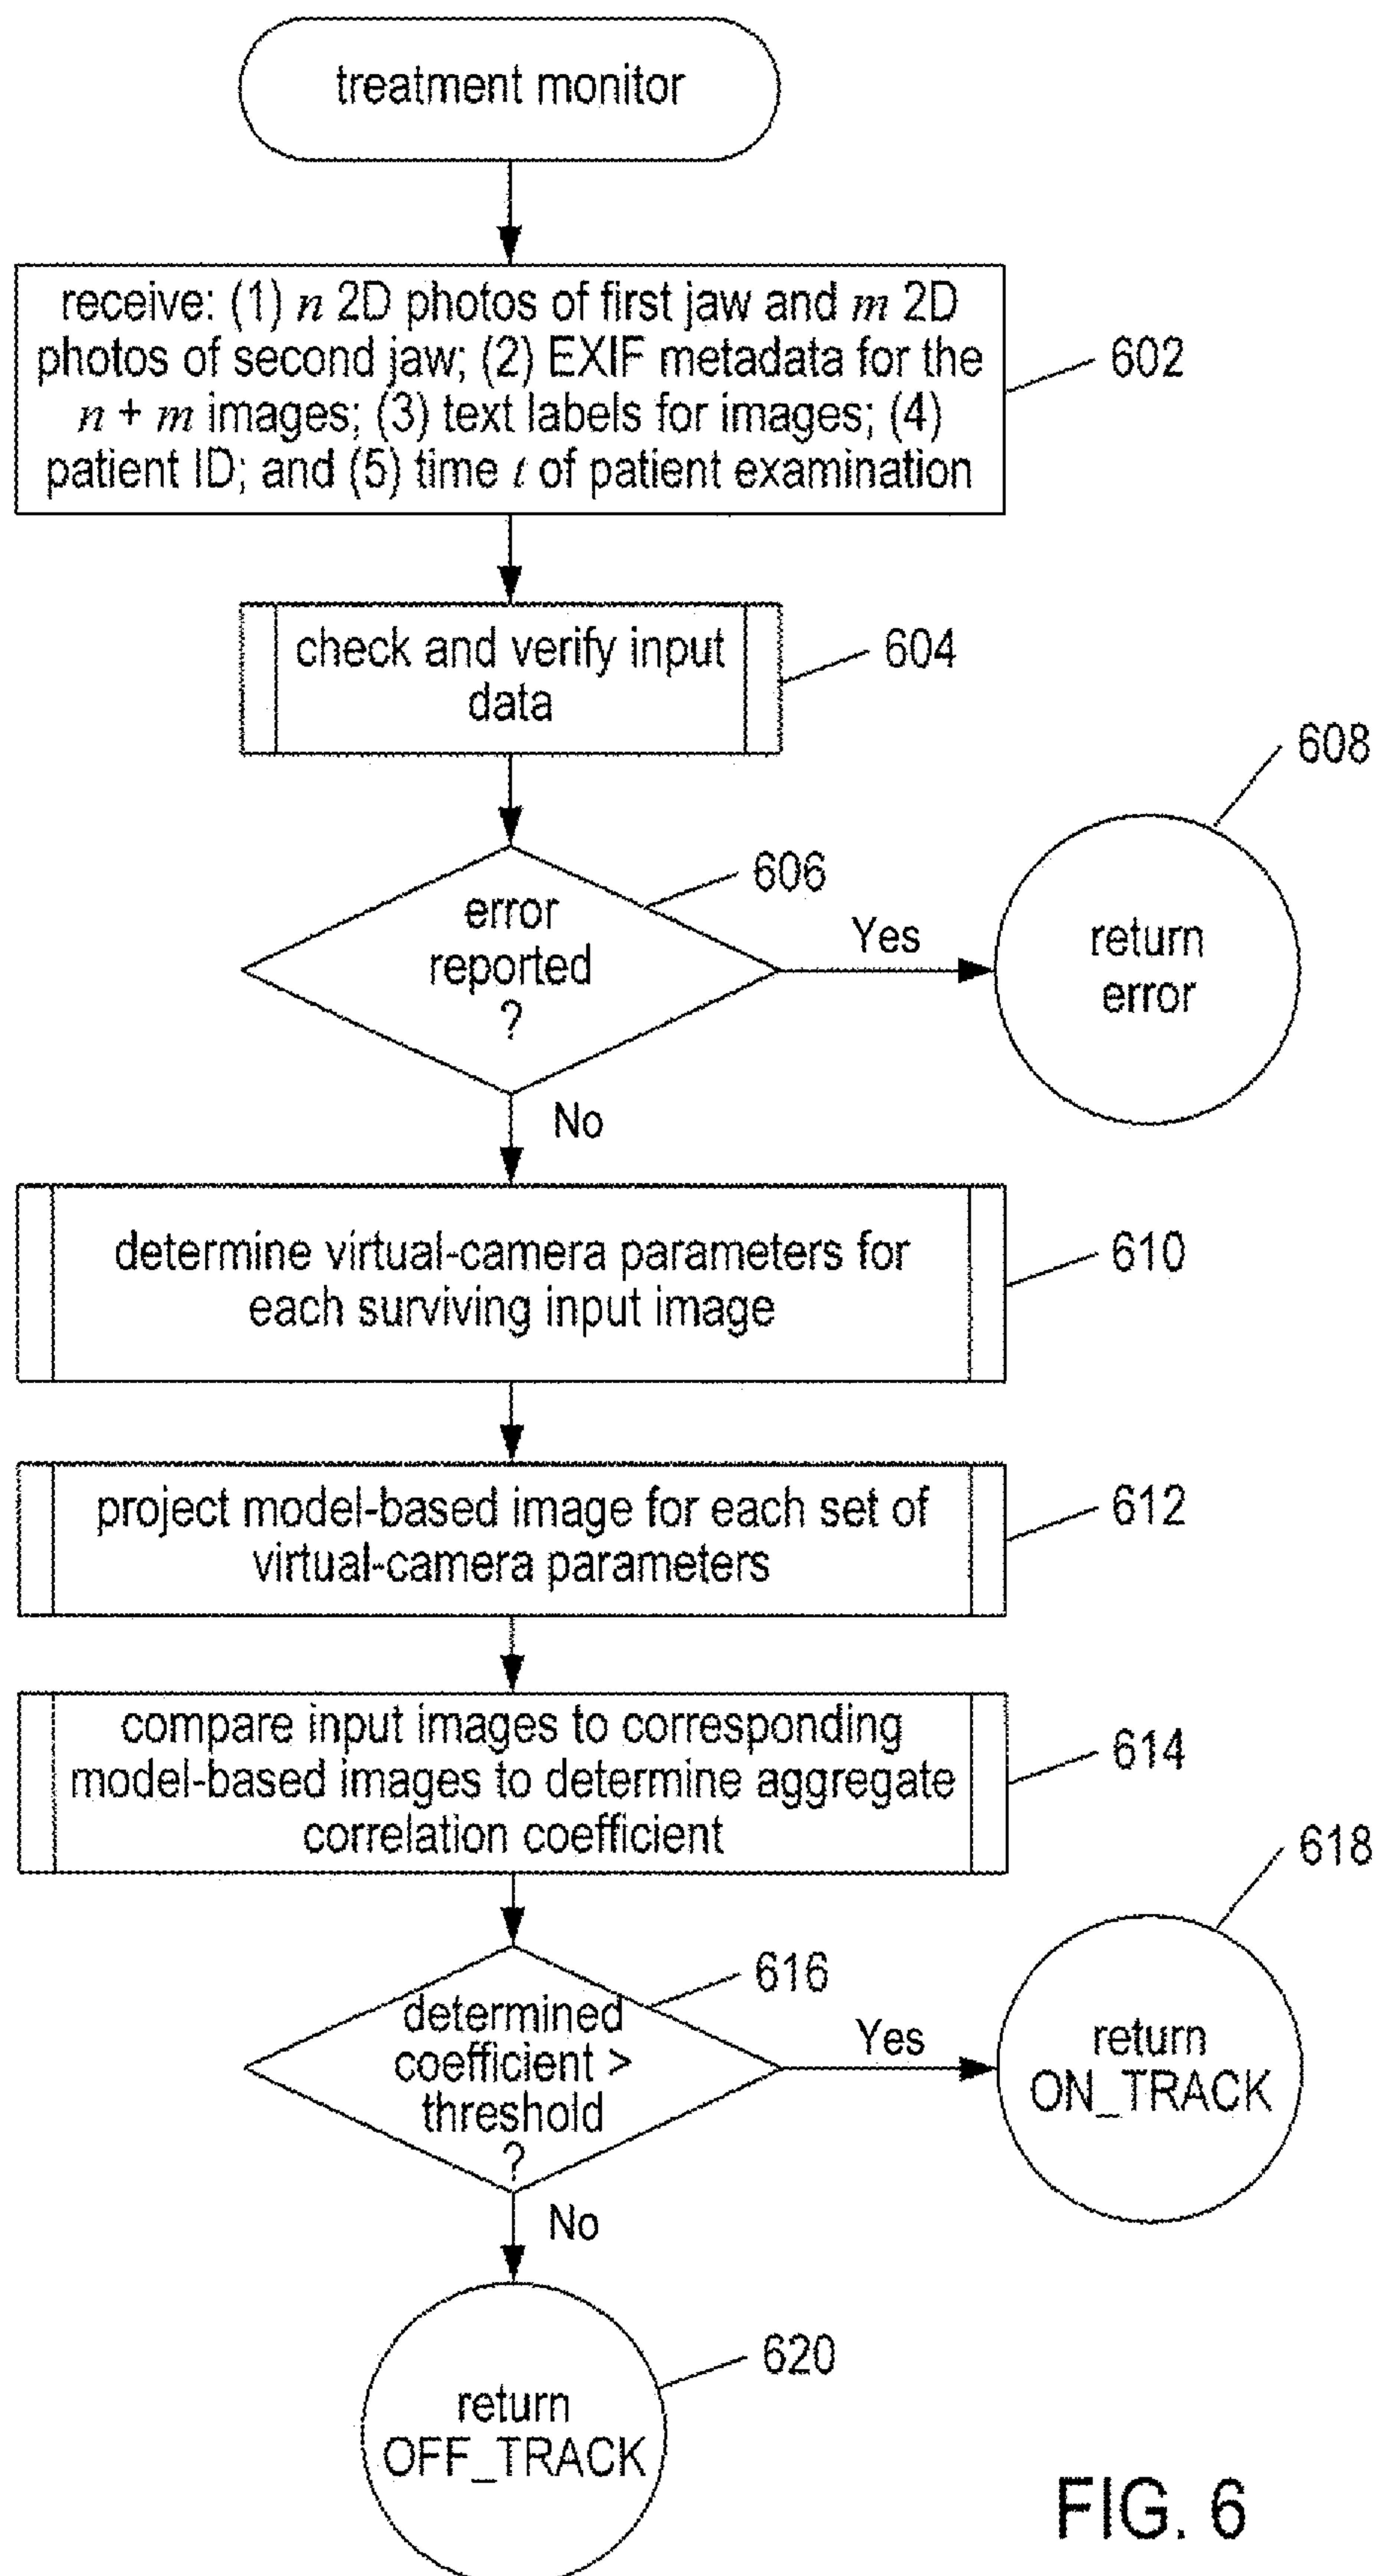 treatment monitor
receive: (1) n 2D photos of first jaw and m 2D
photos of second jaw; (2) EXIF metadata for the
n + m images; (3) text labels for images; (4)
patient ID; and (5) time t of patient examination
602
check and verify input
data
604
608
606
error
reported
?
Yes
return
error
No
determine virtual-camera parameters for
each surviving input image
610
project model-based image for each set of
virtual-camera parameters
612
compare input images to corresponding
model-based images to determine aggregate
correlation coefficient
614
618
616
determined
coefficient >
threshold
?
Yes
return
ON_TRACK
No
620
return
OFF_TRACK
FIG. 6